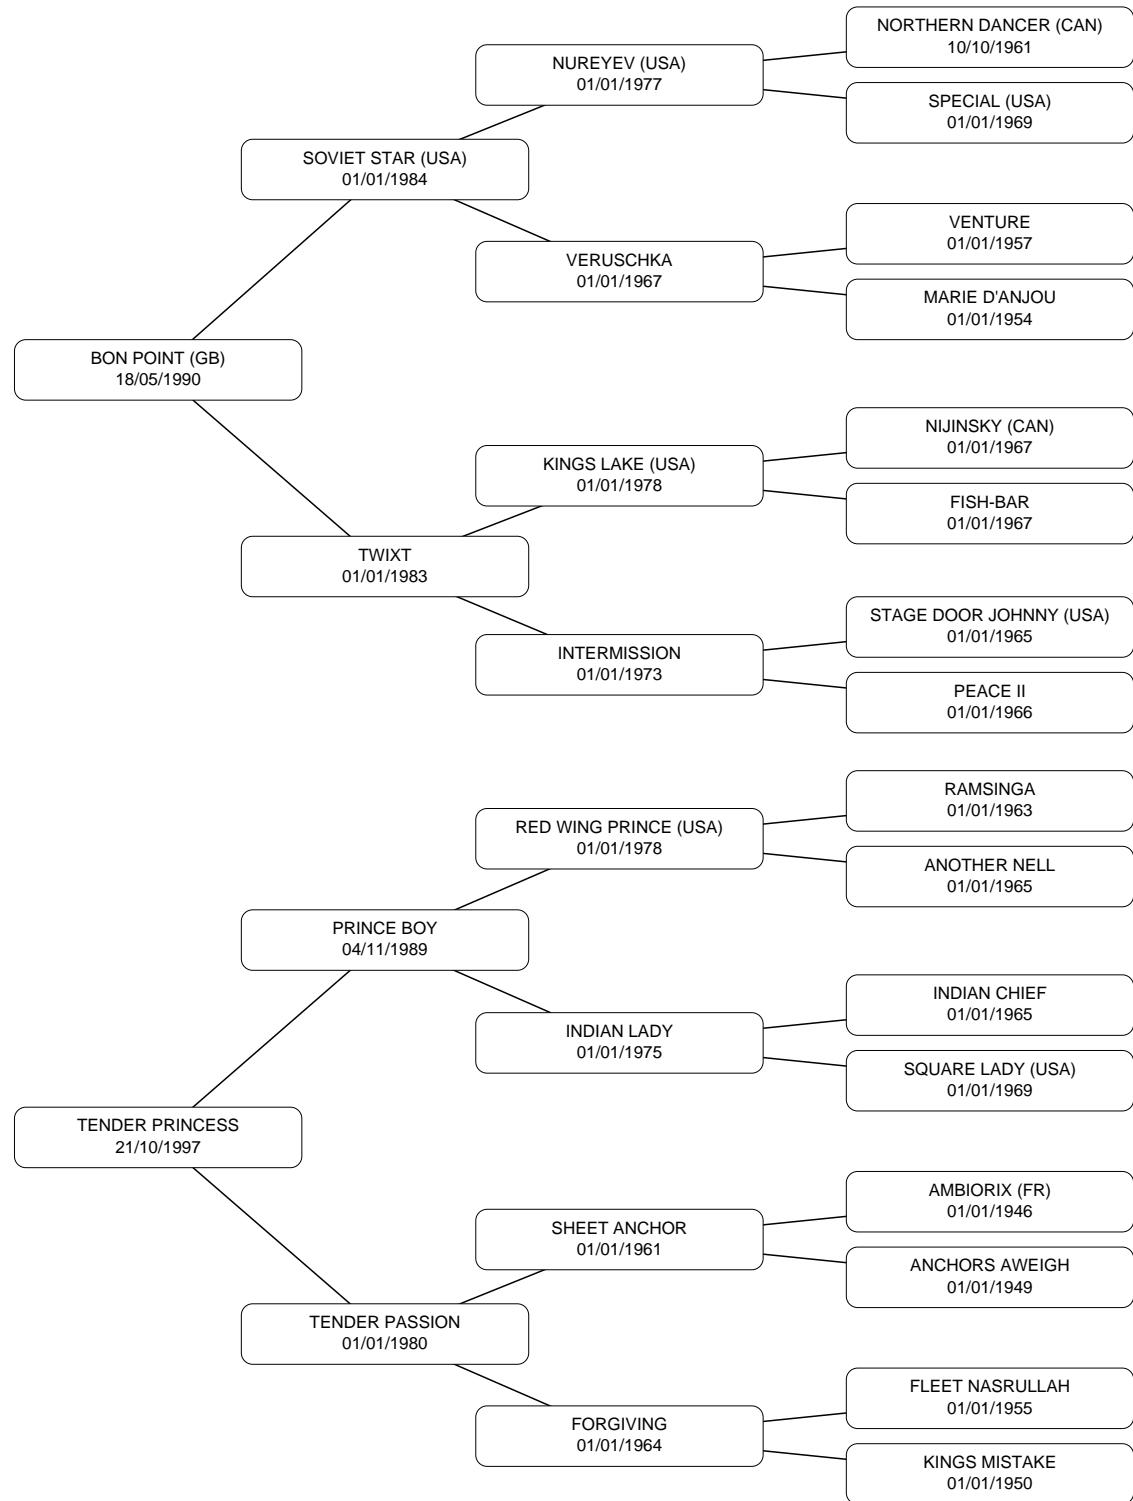 NORTHERN DANCER (CAN)
10/10/1961
NUREYEV (USA)
01/01/1977
SPECIAL (USA)
01/01/1969
SOVIET STAR (USA)
01/01/1984
VENTURE
01/01/1957
VERUSCHKA
01/01/1967
MARIE D'ANJOU
01/01/1954
BON POINT (GB)
18/05/1990
NIJINSKY (CAN)
01/01/1967
KINGS LAKE (USA)
01/01/1978
FISH-BAR
01/01/1967
TWIXT
01/01/1983
STAGE DOOR JOHNNY (USA)
01/01/1965
INTERMISSION
01/01/1973
PEACE II
01/01/1966
RAMSINGA
01/01/1963
RED WING PRINCE (USA)
01/01/1978
ANOTHER NELL
01/01/1965
PRINCE BOY
04/11/1989
INDIAN CHIEF
01/01/1965
INDIAN LADY
01/01/1975
SQUARE LADY (USA)
01/01/1969
TENDER PRINCESS
21/10/1997
AMBIORIX (FR)
01/01/1946
SHEET ANCHOR
01/01/1961
ANCHORS AWEIGH
01/01/1949
TENDER PASSION
01/01/1980
FLEET NASRULLAH
01/01/1955
FORGIVING
01/01/1964
KINGS MISTAKE
01/01/1950